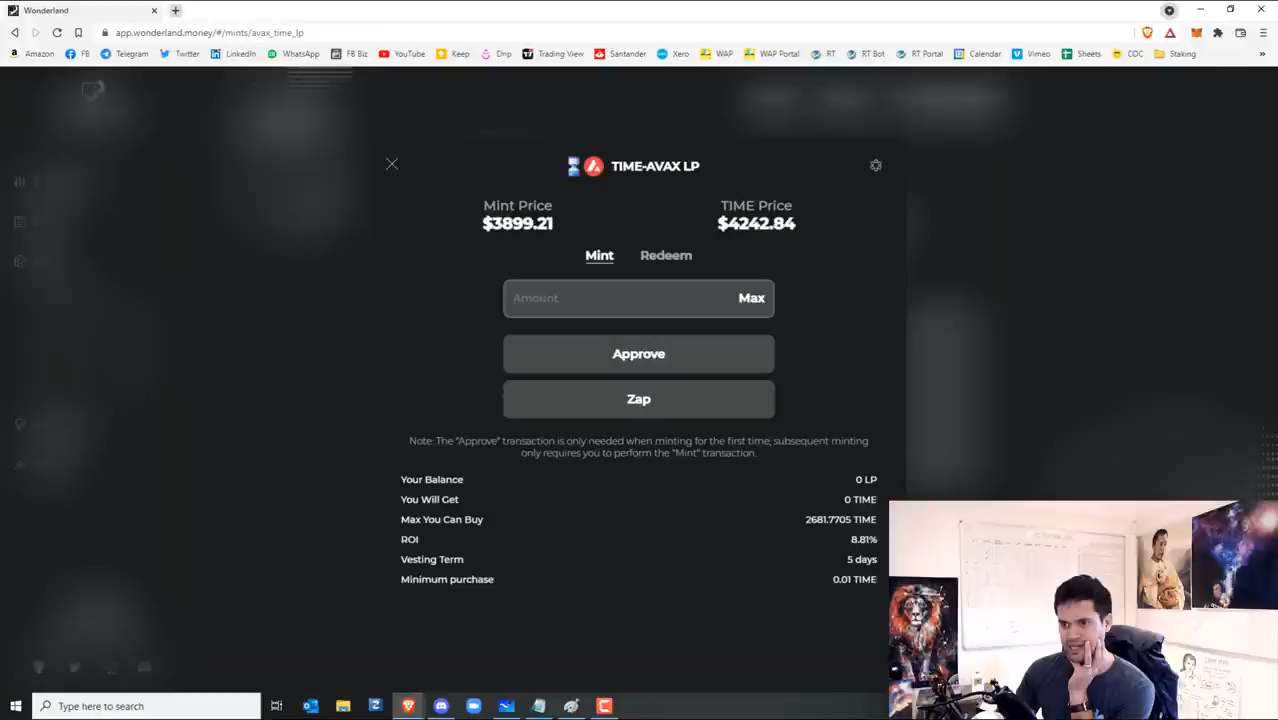 Wonderland
app.wonderland.money/#/mints/avax_time_lp
Amazon FB Telegram Twitter LinkedIn WhatsApp FB Biz YouTube Keep Drip Trading View Santander Xero WAP WAP Portal RT RT Bot RT Portal Calendar Vimeo Sheets COC Staking
TIME-AVAX LP
Mint Price TIME Price
$3899.21 $4242.84
Mint Redeem
Amount Max
Approve
Zap
Note: The "Approve" transaction is only needed when minting for the first time; subsequent minting
only requires you to perform the "Mint" transaction.
Your Balance 0 LP
You Will Get 0 TIME
Max You Can Buy 2681.7705 TIME
ROI 8.81%
Vesting Term 5 days
Minimum purchase 0.01 TIME
Type here to search